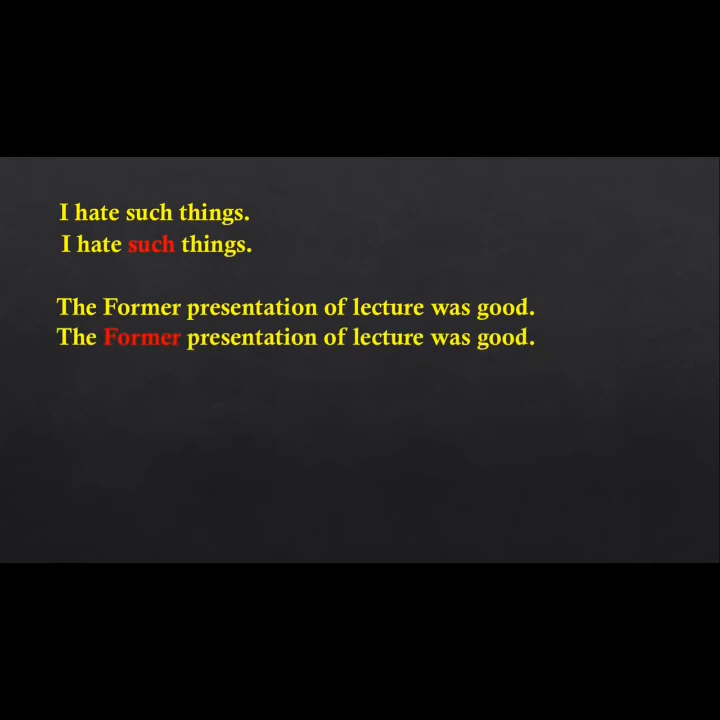 I hate such things.
I hate such things.
The Former presentation of lecture was good.
The Former presentation of lecture was good.